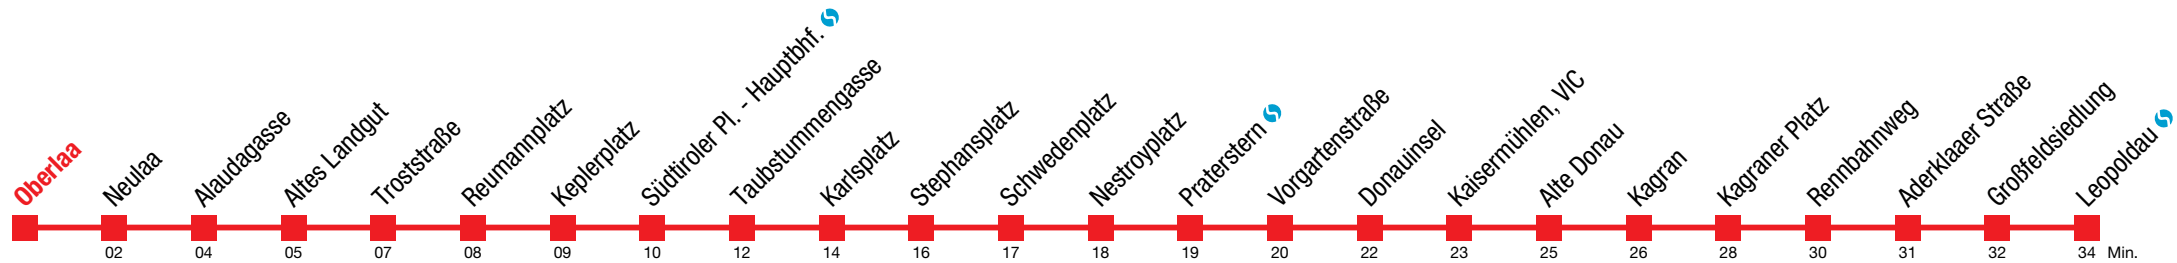 Oberlaa
Neulaa
Alaudagasse
Altes Landgut
Troststraße
Reumannplatz
Keplerplatz
Südtiroler Pl. - Hauptbhf.
Taubstummengasse
Karlsplatz
Stephansplatz
Schwedenplatz
Nestroyplatz
Praterstern
Vorgartenstraße
Donauinsel
Kaisermühlen, VIC
Alte Donau
Kagran
Kagraner Platz
Rennbahnweg
Aderklaaer Straße
Großfeldsiedlung
Leopoldau
02 04 05 07 08 09 10 12 14 16 17 18 19 20 22 23 25 26 28 30 31 32 34 Min.